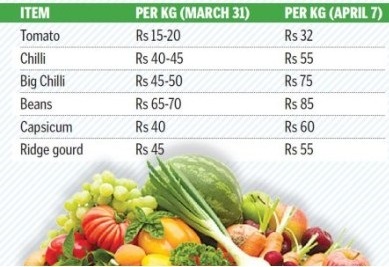 ITEM PER KG (MARCH 31) PER KG (APRIL 7)
Tomato Rs 15-20 Rs 32
Chilli Rs 40-45 Rs 55
Big Chilli Rs 45-50 Rs 75
Beans Rs 65-70 Rs 85
Capsicum Rs 40 Rs 60
Ridge gourd Rs 45 Rs 55